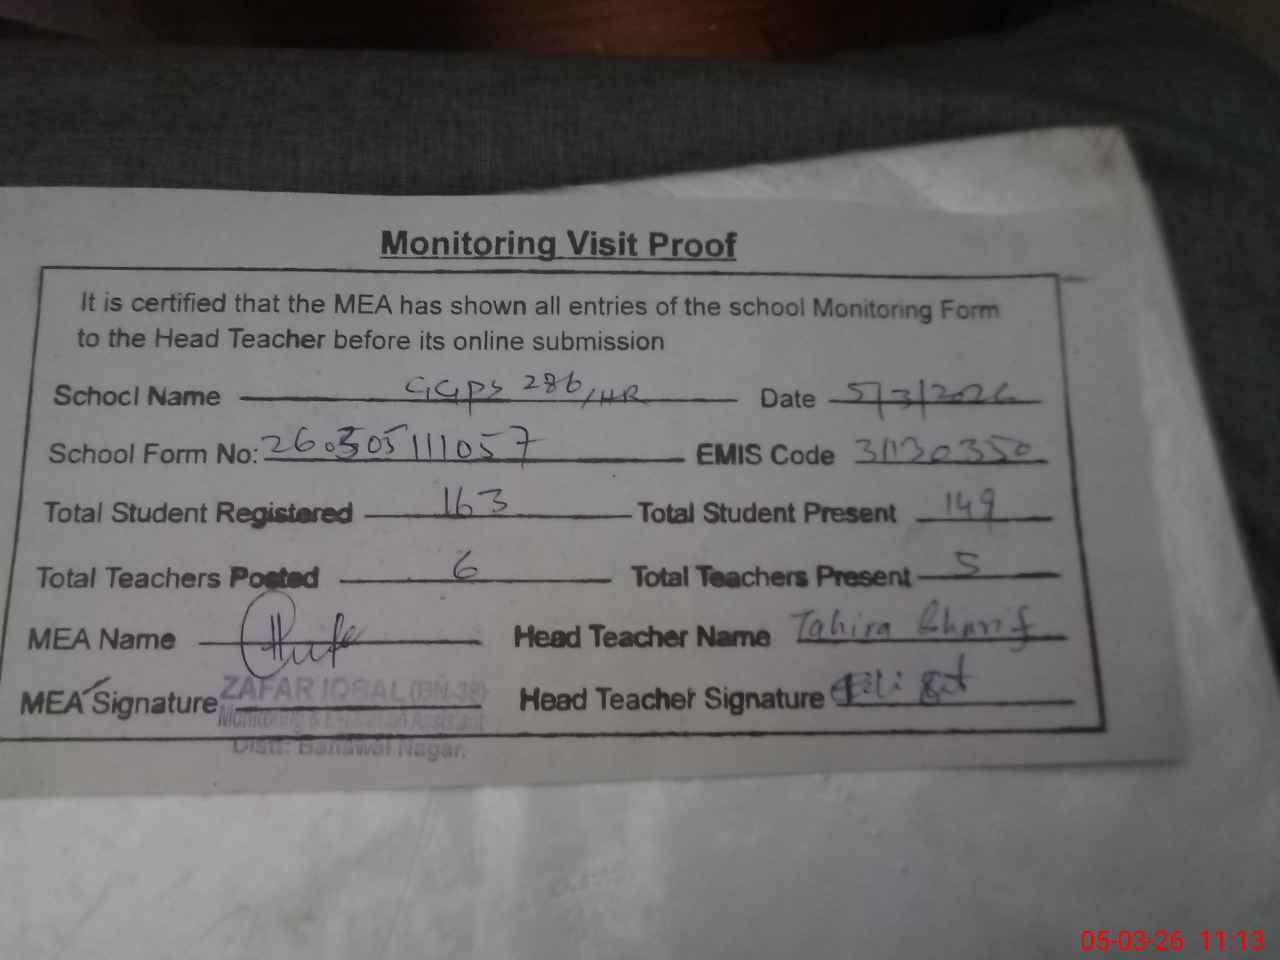 Monitoring Visit Proof
It is certified that the MEA has shown all entries of the school Monitoring Form
to the Head Teacher before its online submission
School Name GGPS 286/HR Date 5/3/2026
School Form No: 260305111057 EMIS Code 31130350
Total Student Registered 163 Total Student Present 149
Total Teachers Posted 6 Total Teachers Present 5
MEA Name Head Teacher Name Tahira Sharif
MEA Signature Head Teacher Signature
ZAFAR IQBAL (BN-38)
Monitoring & Evaluation Assistant
Distt: Bahawal Nagar.
05-03-26 11:13